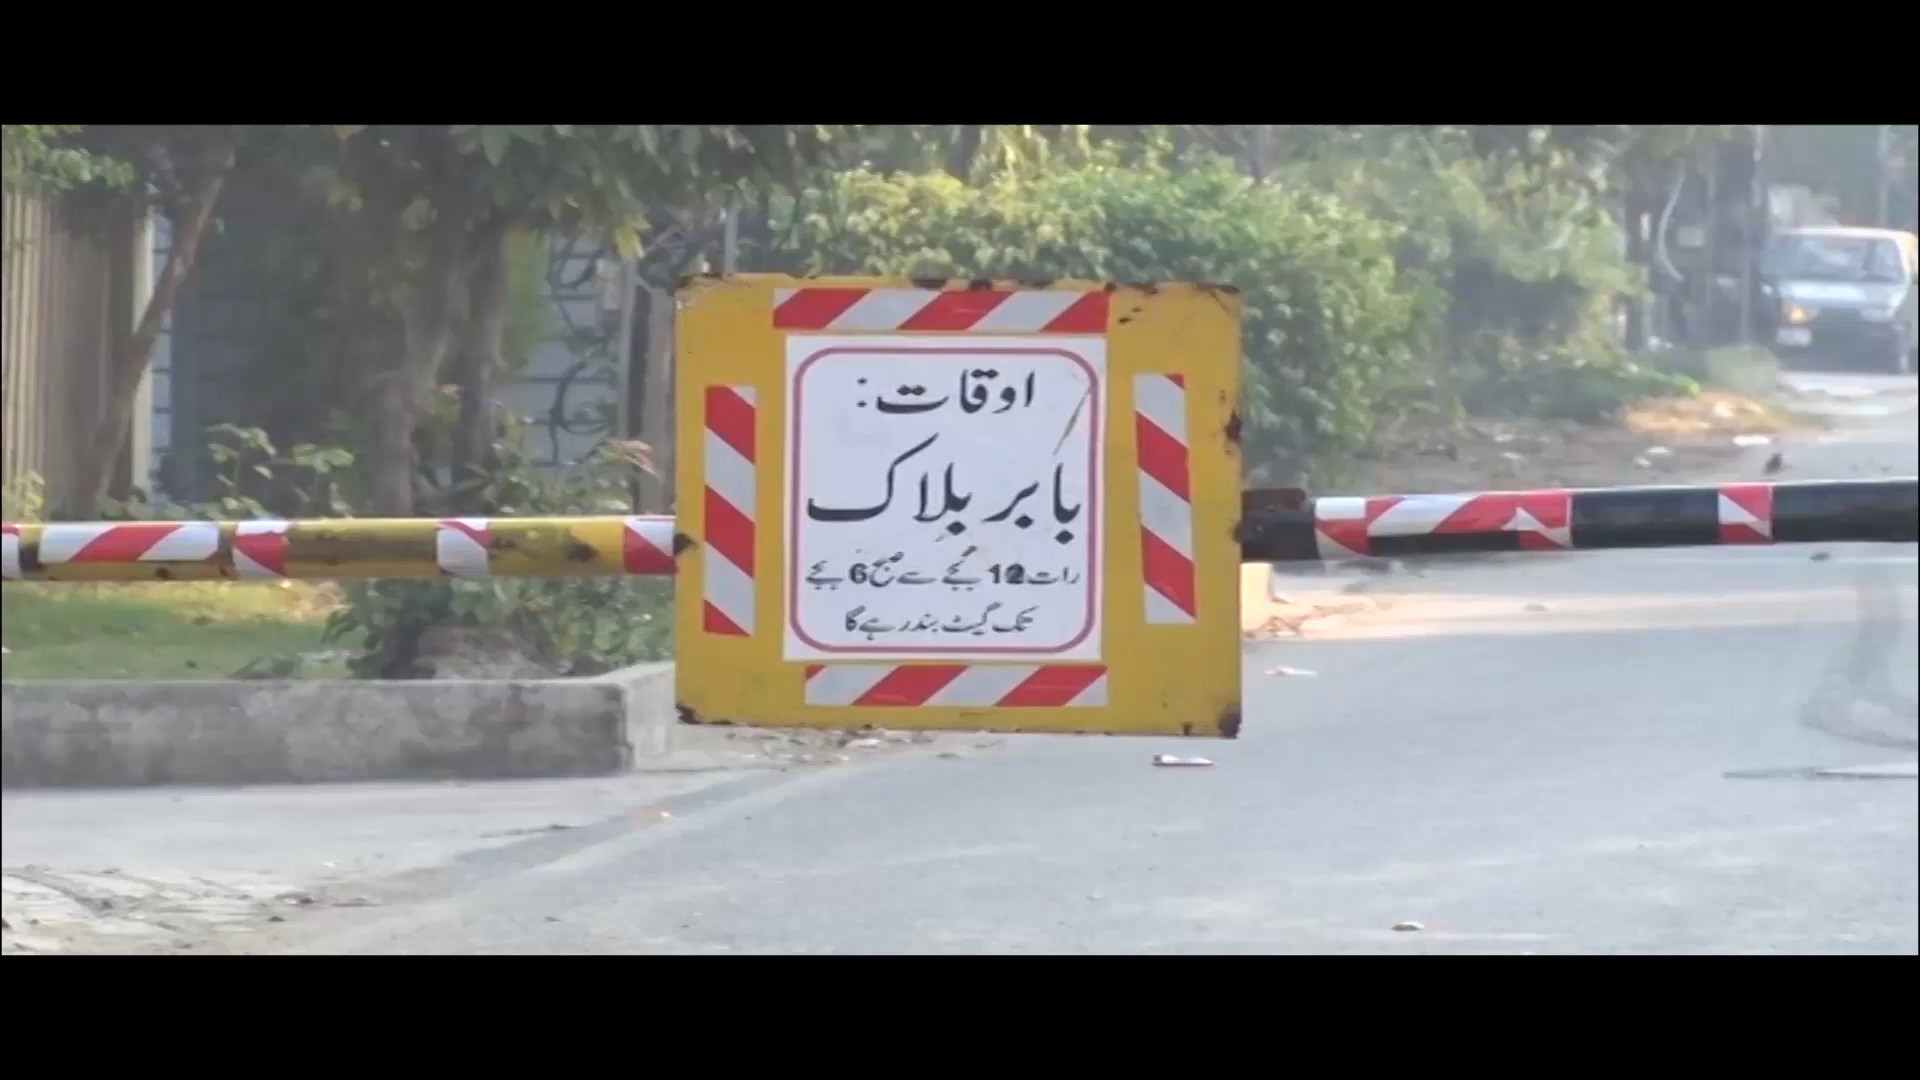 اوقات:
بابر بلاک
رات 12 بجے سے صبح 6 بجے
تک گیٹ بند رہے گا